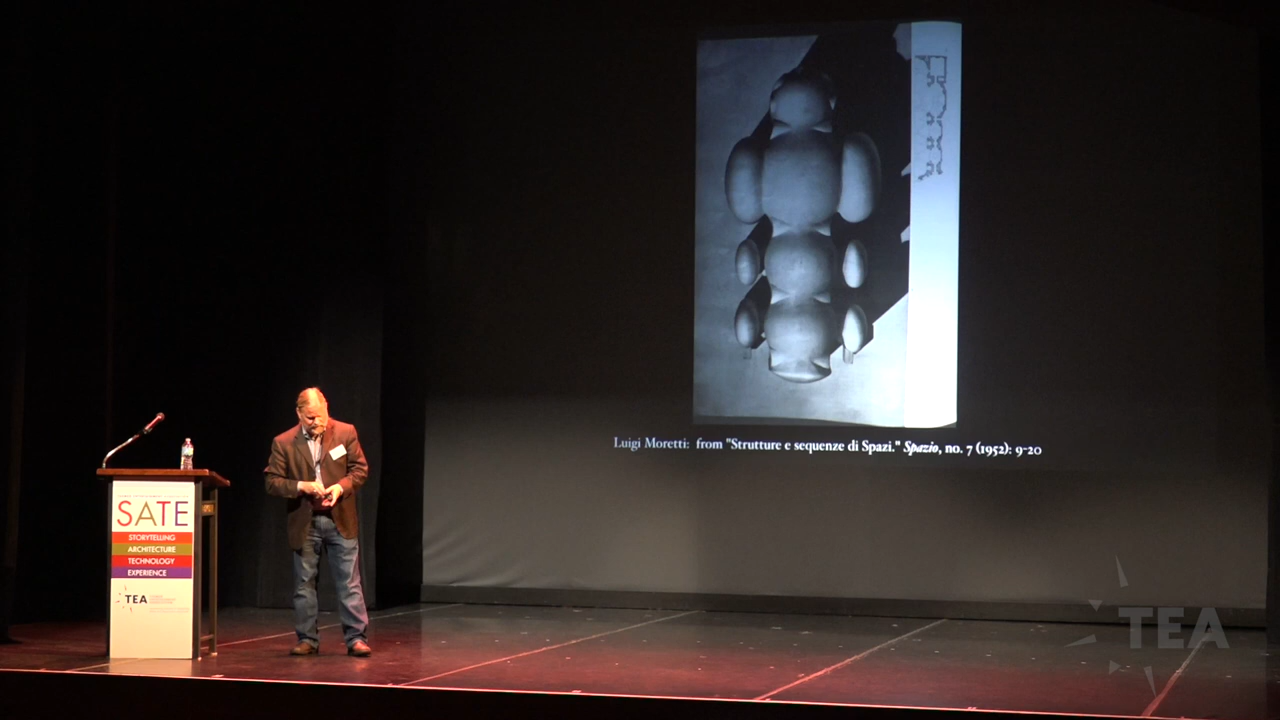 Luigi Moretti: from "Strutture e sequenze di Spazi." Spazio, no. 7 (1952): 9-20
SATE
STORYTELLING
ARCHITECTURE
TECHNOLOGY
EXPERIENCE
TEA
TEA